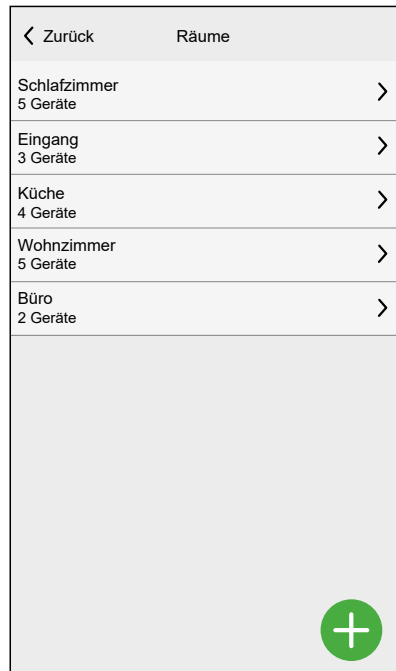 Zurück Räume
Schlafzimmer
5 Geräte
Eingang
3 Geräte
Küche
4 Geräte
Wohnzimmer
5 Geräte
Büro
2 Geräte